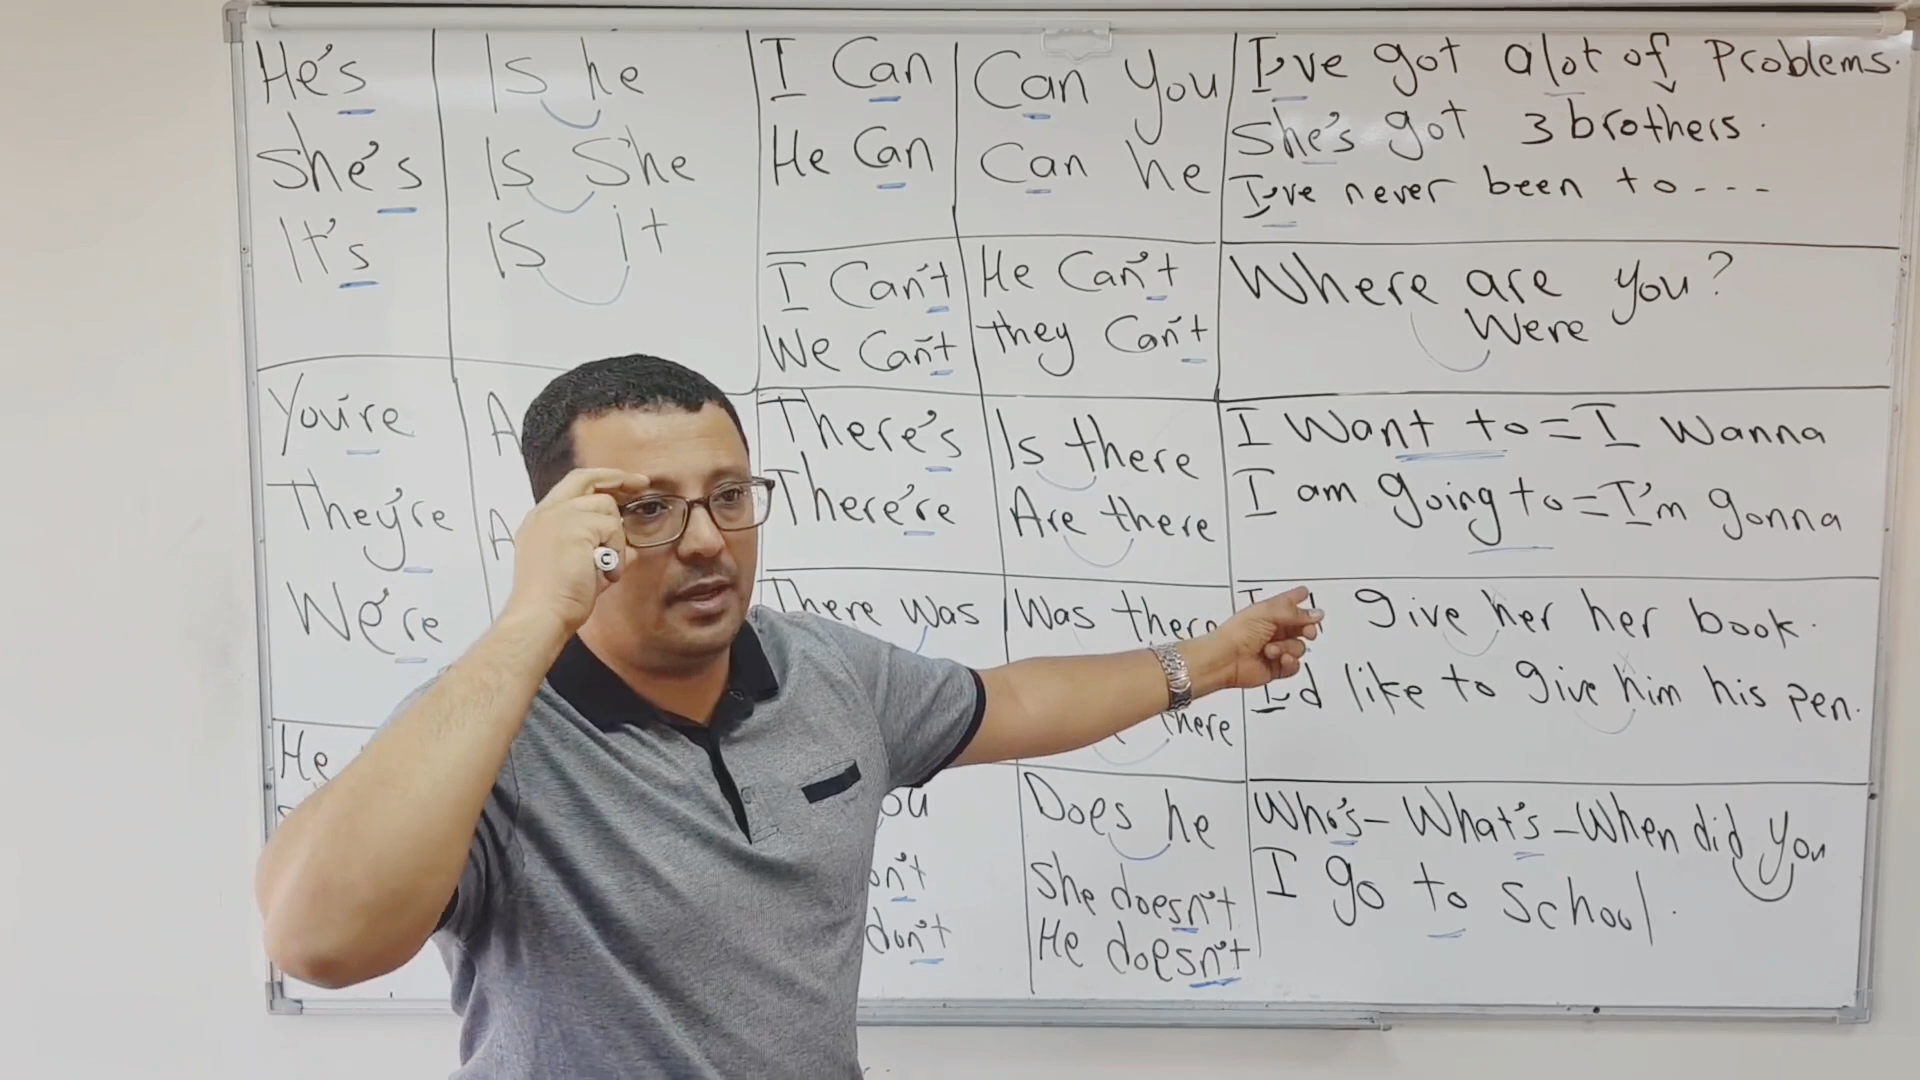 He's
She's
It's
Is he
Is She
Is it
I Can
He Can
Can You
Can he
I've got alot of Problems.
She's got 3 brothers.
I've never been to ---
I Can't
We Can't
He Can't
they Can't
Where are you?
Were
You're
They're
We're
There's
There're
Is there
Are there
I Want to = I Wanna
I am going to = I'm gonna
There was
Was there
there
give her her book.
I'd like to give him his pen.
He
Does he
She doesn't
He doesn't
don't
Who's - What's - When did you
I go to School.